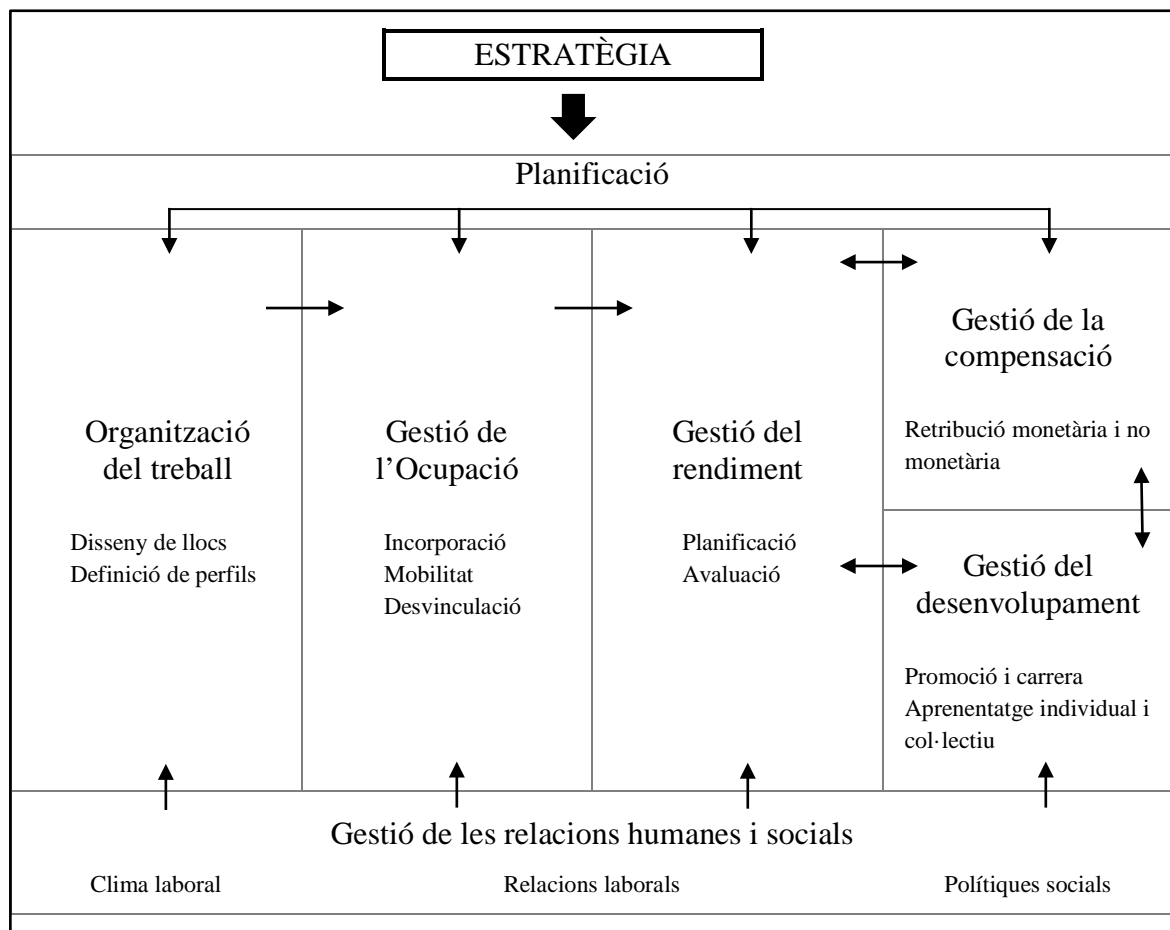 ESTRATÈGIA
Planificació
Organització
del treball
Disseny de llocs
Definició de perfils
Gestió de
l’Ocupació
Incorporació
Mobilitat
Desvinculació
Gestió del
rendiment
Planificació
Avaluació
Gestió de la
compensació
Retribució monetària i no
monetària
Gestió del
desenvolupament
Promoció i carrera
Aprenentatge individual i
col·lectiu
Gestió de les relacions humanes i socials
Clima laboral
Relacions laborals
Polítiques socials